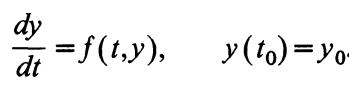 dy/dt = f(t,y), y(t₀)=y₀.